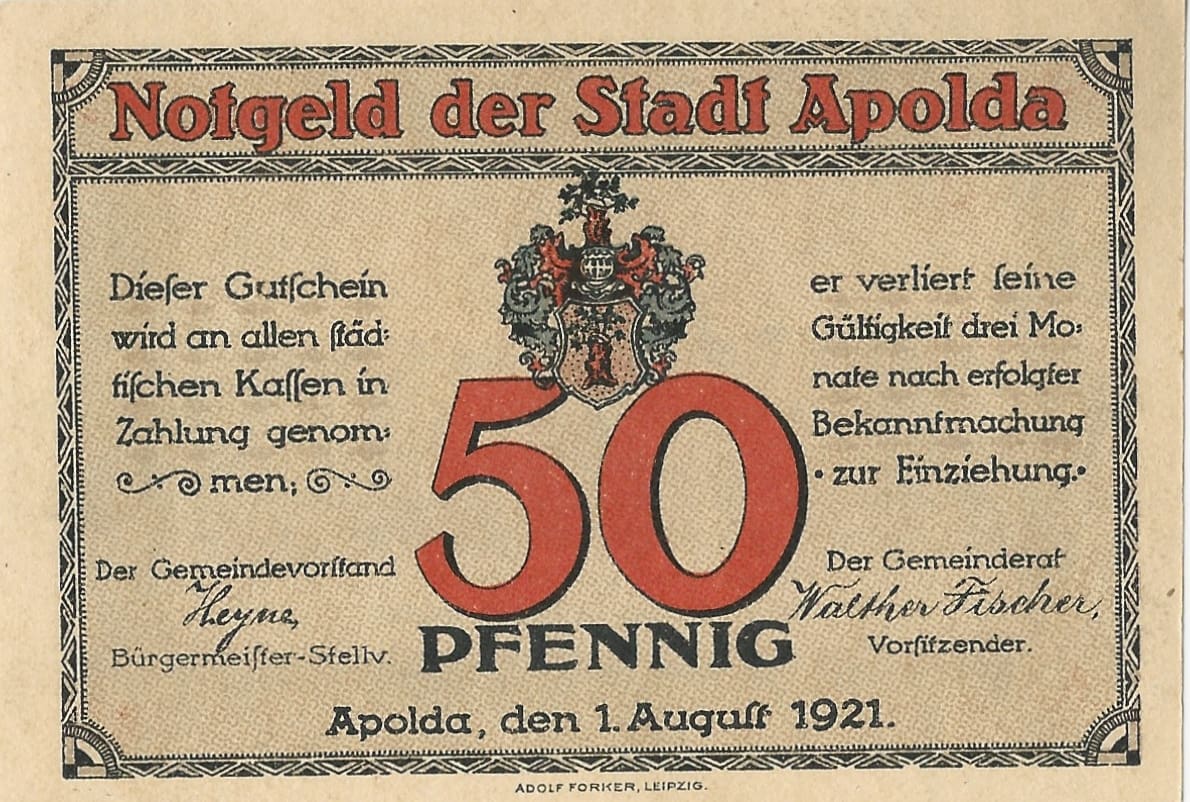 Notgeld der Stadt Apolda
Dieſer Gutſchein
wird an allen ſtäd⸗
tiſchen Kaſſen in
Zahlung genom⸗
men;
er verliert ſeine
Gültigkeit drei Mo⸗
nate nach erfolgter
Bekanntmachung
• zur Einziehung. •
50
PFENNIG
Der Gemeindevorſtand
Heyne,
Bürgermeiſter-Stellv.
Der Gemeinderat
Walther Fischer,
Vorſitzender.
Apolda, den 1. Auguſt 1921.
ADOLF FORKER, LEIPZIG.